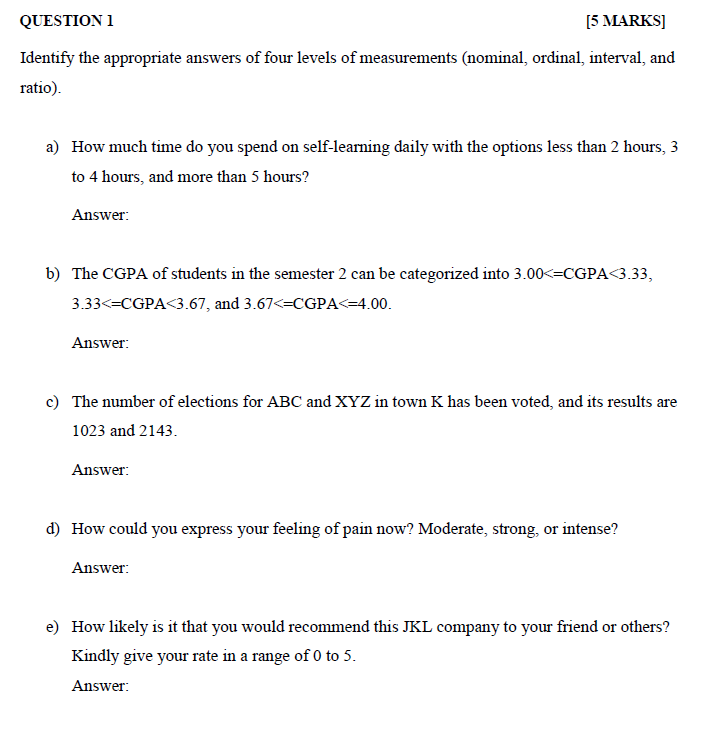 QUESTION 1 [5 MARKS]
Identify the appropriate answers of four levels of measurements (nominal, ordinal, interval, and
ratio).
a) How much time do you spend on self-learning daily with the options less than 2 hours, 3
to 4 hours, and more than 5 hours?
Answer:
b) The CGPA of students in the semester 2 can be categorized into 3.00<=CGPA<3.33,
3.33<=CGPA<3.67, and 3.67<=CGPA<=4.00.
Answer:
c) The number of elections for ABC and XYZ in town K has been voted, and its results are
1023 and 2143.
Answer:
d) How could you express your feeling of pain now? Moderate, strong, or intense?
Answer:
e) How likely is it that you would recommend this JKL company to your friend or others?
Kindly give your rate in a range of 0 to 5.
Answer: